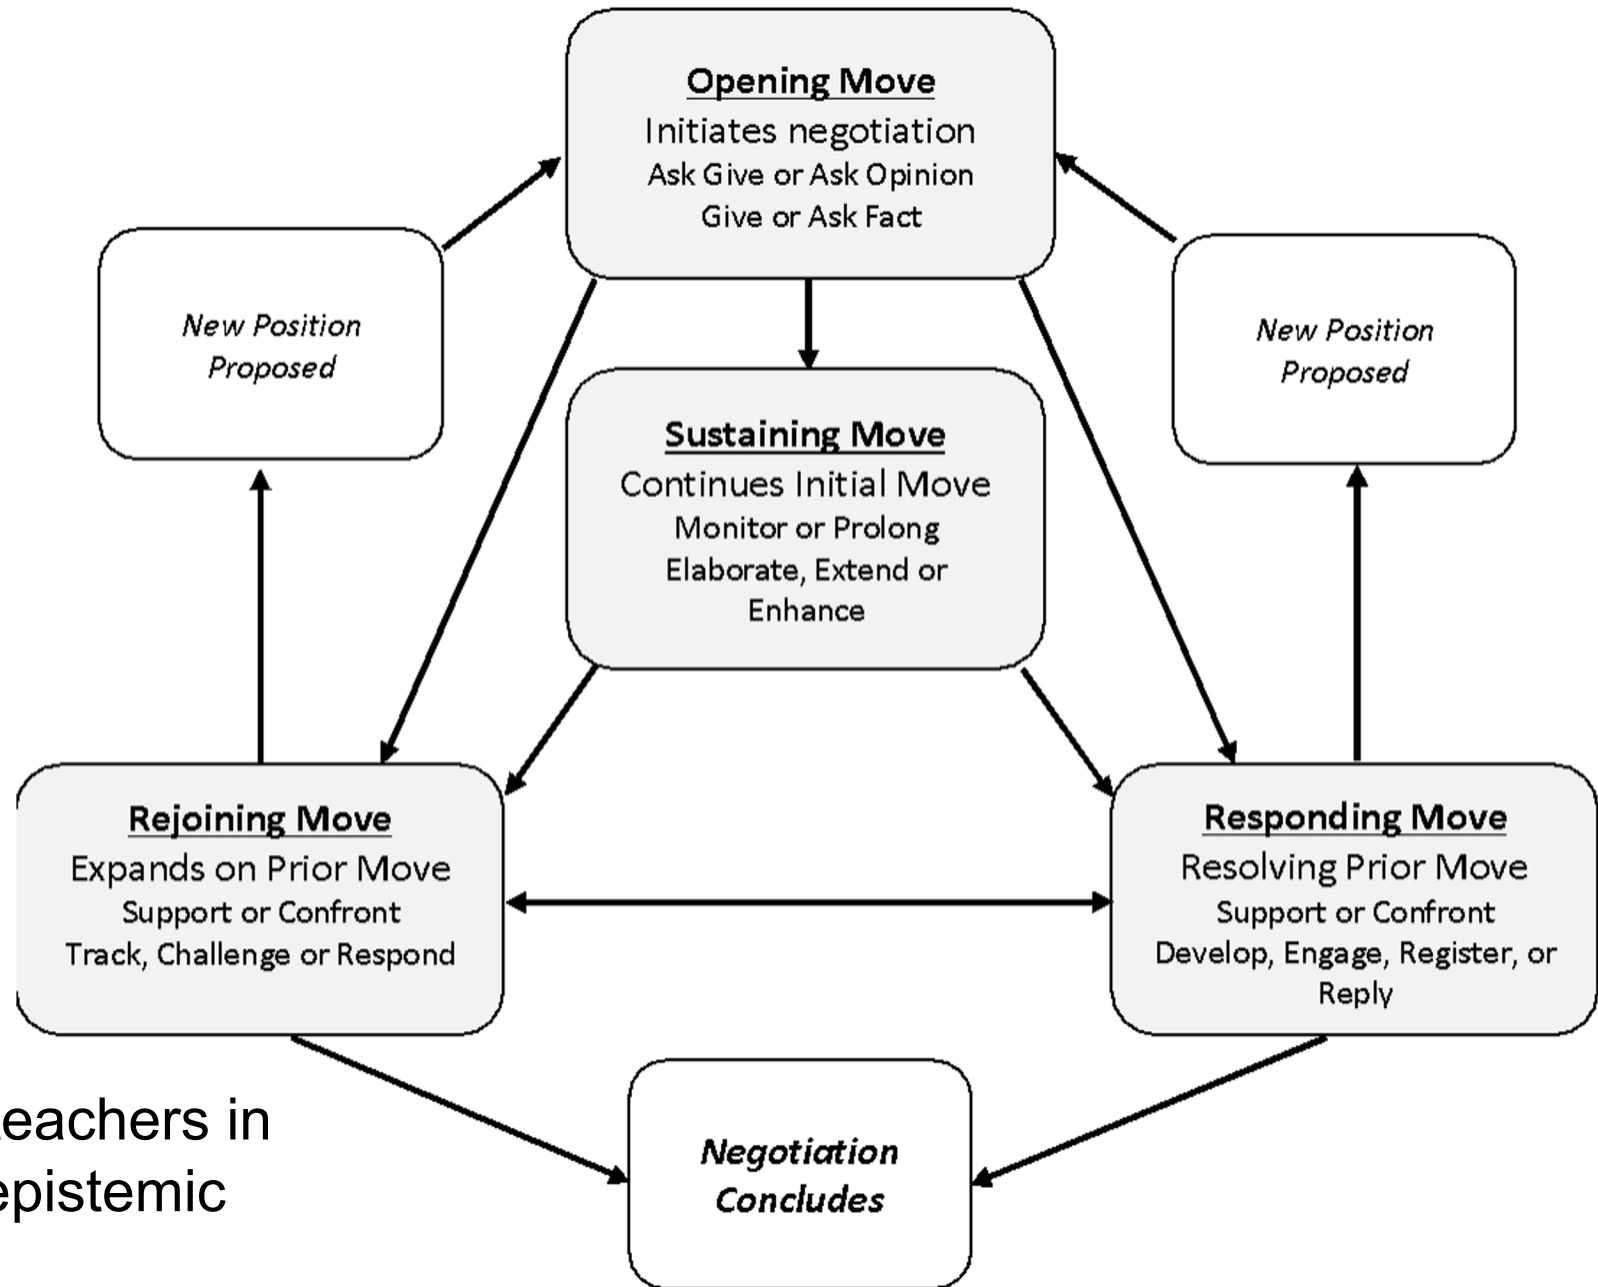 Opening Move
Initiates negotiation
Ask Give or Ask Opinion
Give or Ask Fact
New Position
Proposed
New Position
Proposed
Sustaining Move
Continues Initial Move
Monitor or Prolong
Elaborate, Extend or
Enhance
Rejoining Move
Expands on Prior Move
Support or Confront
Track, Challenge or Respond
Responding Move
Resolving Prior Move
Support or Confront
Develop, Engage, Register, or
Reply
Negotiation
Concludes
teachers in
epistemic